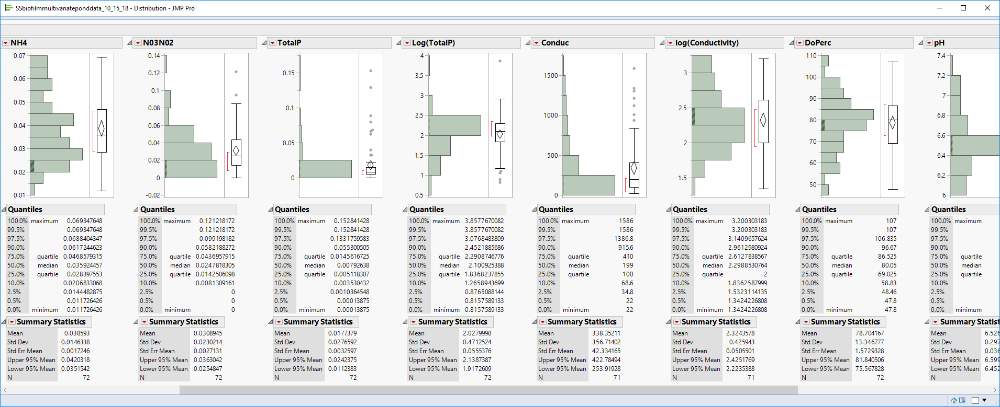 SSbiofilmmultivariateponddata_10_15_18 - Distribution - JMP Pro
NH4
0.07
0.06
0.05
0.04
0.03
0.02
0.01
Quantiles
100.0% maximum 0.069347648
99.5% 0.069347648
97.5% 0.0688404347
90.0% 0.0617244623
75.0% quartile 0.0468579315
50.0% median 0.035924457
25.0% quartile 0.028397553
10.0% 0.0206833068
2.5% 0.0144482875
0.5% 0.011726426
0.0% minimum 0.011726426
Summary Statistics
Mean 0.038593
Std Dev 0.0146338
Std Err Mean 0.0017246
Upper 95% Mean 0.0420318
Lower 95% Mean 0.0351542
N 72
N03N02
0.14
0.12
0.1
0.08
0.06
0.04
0.02
0
-0.02
Quantiles
100.0% maximum 0.121218172
99.5% 0.121218172
97.5% 0.099198182
90.0% 0.0582188272
75.0% quartile 0.0436957915
50.0% median 0.0247818305
25.0% quartile 0.0142506098
10.0% 0.0081309161
2.5% 0
0.5% 0
0.0% minimum 0
Summary Statistics
Mean 0.0308945
Std Dev 0.0230214
Std Err Mean 0.0027131
Upper 95% Mean 0.0363042
Lower 95% Mean 0.0254847
N 72
TotalP
0.15
0.1
0.05
0
Quantiles
100.0% maximum 0.152841428
99.5% 0.152841428
97.5% 0.1331759583
90.0% 0.055300505
75.0% quartile 0.0145616725
50.0% median 0.00792638
25.0% quartile 0.005118307
10.0% 0.003530432
2.5% 0.0010364548
0.5% 0.00013875
0.0% minimum 0.00013875
Summary Statistics
Mean 0.0177379
Std Dev 0.0276592
Std Err Mean 0.0032597
Upper 95% Mean 0.0242375
Lower 95% Mean 0.0112383
N 72
Log(TotalP)
4
3.5
3
2.5
2
1.5
1
0.5
Quantiles
100.0% maximum 3.8577670082
99.5% 3.8577670082
97.5% 3.0768483809
90.0% 2.4521885686
75.0% quartile 2.2908746776
50.0% median 2.100925388
25.0% quartile 1.8368237855
10.0% 1.2658943699
2.5% 0.8765088144
0.5% 0.8157589133
0.0% minimum 0.8157589133
Summary Statistics
Mean 2.0279998
Std Dev 0.4712524
Std Err Mean 0.0555376
Upper 95% Mean 2.1387387
Lower 95% Mean 1.9172609
N 72
Conduc
1500
1000
500
0
Quantiles
100.0% maximum 1586
99.5% 1586
97.5% 1386.8
90.0% 915.6
75.0% quartile 410
50.0% median 199
25.0% quartile 100
10.0% 68.6
2.5% 34.8
0.5% 22
0.0% minimum 22
Summary Statistics
Mean 338.35211
Std Dev 356.71402
Std Err Mean 42.334165
Upper 95% Mean 422.78494
Lower 95% Mean 253.91928
N 71
log(Conductivity)
3
2.5
2
1.5
Quantiles
100.0% maximum 3.200303183
99.5% 3.200303183
97.5% 3.1409657624
90.0% 2.9612980924
75.0% quartile 2.6127838567
50.0% median 2.2988530764
25.0% quartile 2
10.0% 1.8362587999
2.5% 1.5323114135
0.5% 1.3424226808
0.0% minimum 1.3424226808
Summary Statistics
Mean 2.3243578
Std Dev 0.425943
Std Err Mean 0.0505501
Upper 95% Mean 2.4251769
Lower 95% Mean 2.2235388
N 71
DoPerc
110
100
90
80
70
60
50
Quantiles
100.0% maximum 107
99.5% 107
97.5% 106.835
90.0% 96.67
75.0% quartile 86.525
50.0% median 80.05
25.0% quartile 69.025
10.0% 58.83
2.5% 48.46
0.5% 47.8
0.0% minimum 47.8
Summary Statistics
Mean 78.704167
Std Dev 13.346777
Std Err Mean 1.5729328
Upper 95% Mean 81.840506
Lower 95% Mean 75.567828
N 72
pH
7.4
7.2
7
6.8
6.6
6.4
6.2
6
Quantiles
100.0% maximum
99.5%
97.5%
90.0%
75.0% quartile
50.0% median
25.0% quartile
10.0%
2.5%
0.5%
0.0% minimum
Summary Statist
Mean 6.526
Std Dev 0.297
Std Err Mean 0.036
Upper 95% Mean 6.599
Lower 95% Mean 6.452
N